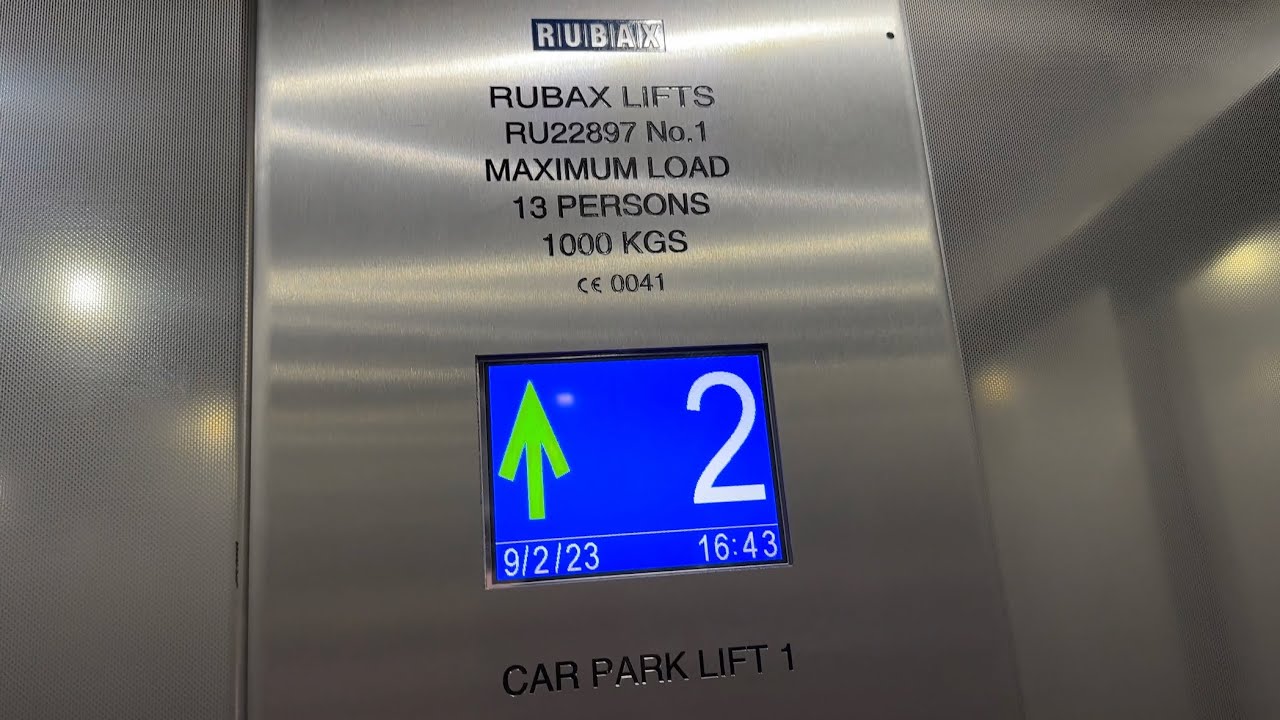 RUBAX
RUBAX LIFTS
RU22897 No.1
MAXIMUM LOAD
13 PERSONS
1000 KGS
CE 0041
2
9/2/23 16:43
CAR PARK LIFT 1